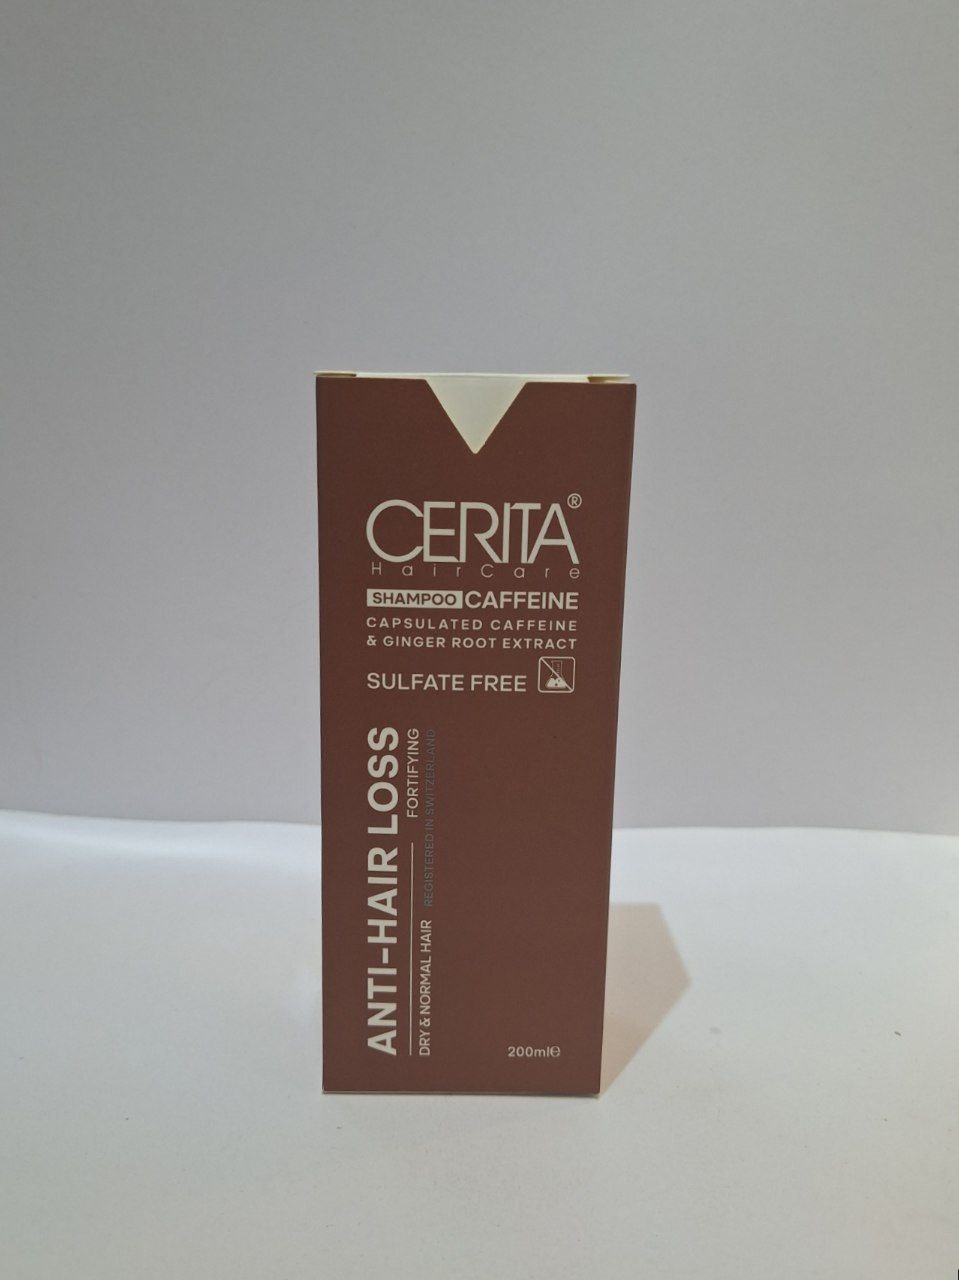 CERITA®
HairCare
SHAMPOO CAFFEINE
CAPSULATED CAFFEINE
& GINGER ROOT EXTRACT
SULFATE FREE
ANTI-HAIR LOSS
FORTIFYING
DRY & NORMAL HAIR
REGISTERED IN SWITZERLAND
200ml℮